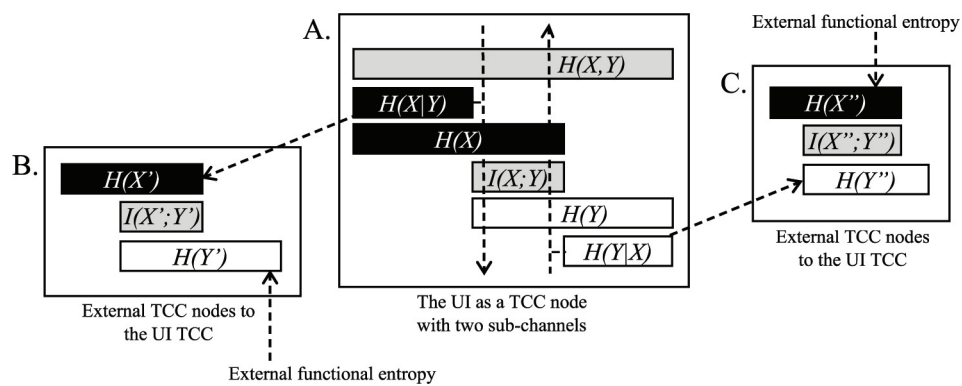 External functional entropy
A.
H(X,Y)
H(X|Y)
H(X)
I(X;Y)
H(Y)
H(Y|X)
The UI as a TCC node
with two sub-channels
B.
H(X')
I(X';Y')
H(Y')
External TCC nodes to
the UI TCC
External functional entropy
C.
H(X”)
I(X”;Y”)
H(Y”)
External TCC nodes
to the UI TCC